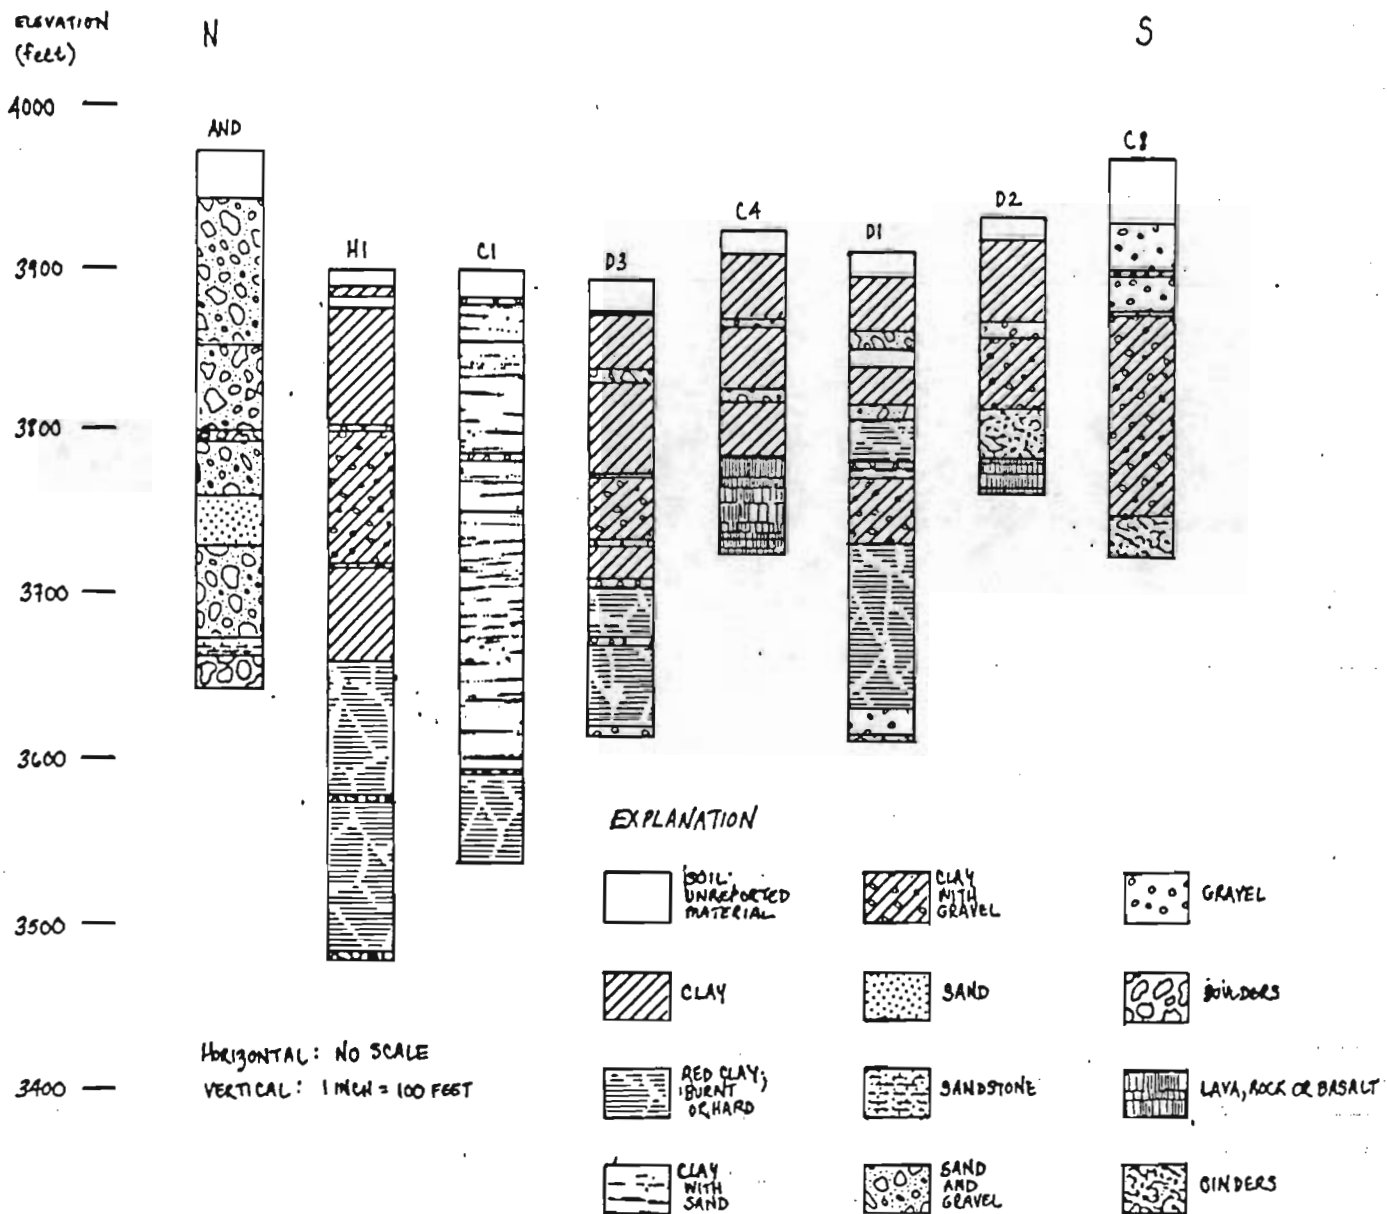 ELEVATION
(feet)
N
S
4000
3900
3800
3700
3600
3500
3400
AND
H1
C1
D3
C4
D1
D2
C8
EXPLANATION
SOIL:
UNREPORTED
MATERIAL
CLAY
WITH
GRAVEL
GRAVEL
CLAY
SAND
BOULDERS
RED CLAY;
BURNT
OR HARD
SANDSTONE
LAVA, ROCK OR BASALT
CLAY
WITH
SAND
SAND
AND
GRAVEL
CINDERS
HORIZONTAL: NO SCALE
VERTICAL: 1 INCH = 100 FEET